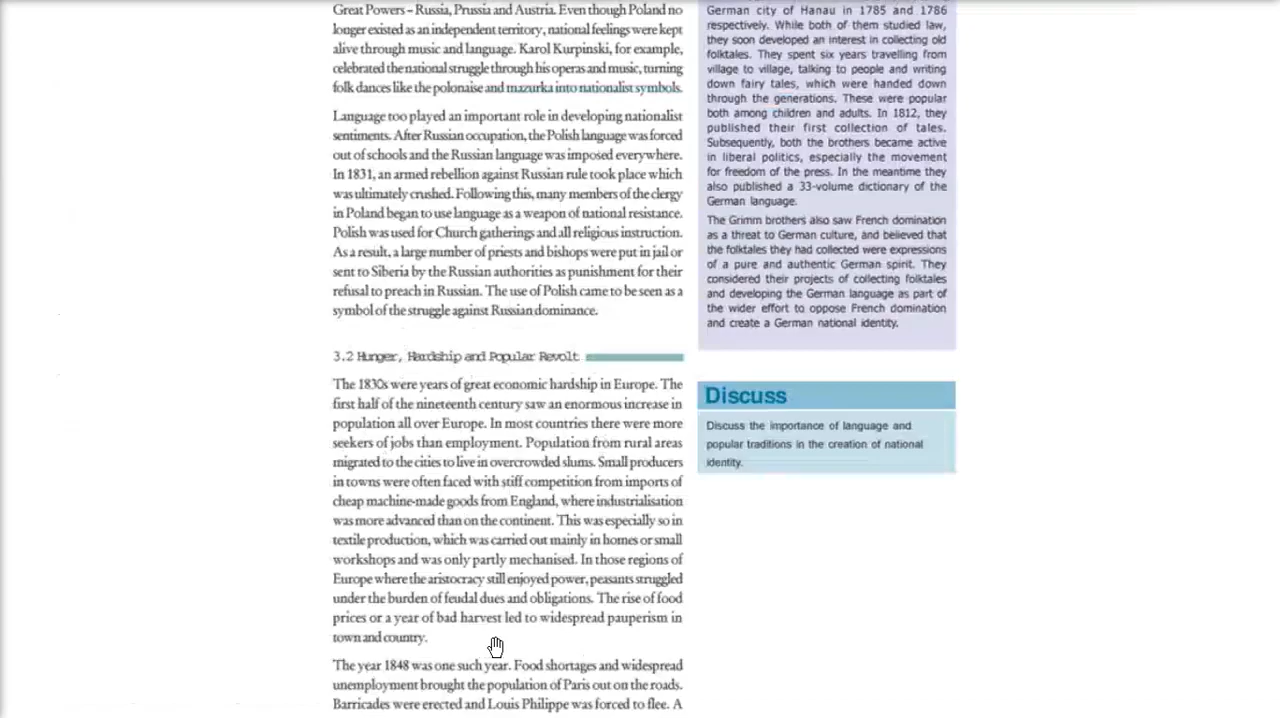 Great Powers – Russia, Prussia and Austria. Even though Poland no
longer existed as an independent territory, national feelings were kept
alive through music and language. Karol Kurpinski, for example,
celebrated the national struggle through his operas and music, turning
folk dances like the polonaise and mazurka into nationalist symbols.
Language too played an important role in developing nationalist
sentiments. After Russian occupation, the Polish language was forced
out of schools and the Russian language was imposed everywhere.
In 1831, an armed rebellion against Russian rule took place which
was ultimately crushed. Following this, many members of the clergy
in Poland began to use language as a weapon of national resistance.
Polish was used for Church gatherings and all religious instruction.
As a result, a large number of priests and bishops were put in jail or
sent to Siberia by the Russian authorities as punishment for their
refusal to preach in Russian. The use of Polish came to be seen as a
symbol of the struggle against Russian dominance.
3.2 Hunger, Hardship and Popular Revolt
The 1830s were years of great economic hardship in Europe. The
first half of the nineteenth century saw an enormous increase in
population all over Europe. In most countries there were more
seekers of jobs than employment. Population from rural areas
migrated to the cities to live in overcrowded slums. Small producers
in towns were often faced with stiff competition from imports of
cheap machine-made goods from England, where industrialisation
was more advanced than on the continent. This was especially so in
textile production, which was carried out mainly in homes or small
workshops and was only partly mechanised. In those regions of
Europe where the aristocracy still enjoyed power, peasants struggled
under the burden of feudal dues and obligations. The rise of food
prices or a year of bad harvest led to widespread pauperism in
town and country.
The year 1848 was one such year. Food shortages and widespread
unemployment brought the population of Paris out on the roads.
Barricades were erected and Louis Philippe was forced to flee. A
German city of Hanau in 1785 and 1786
respectively. While both of them studied law,
they soon developed an interest in collecting old
folktales. They spent six years travelling from
village to village, talking to people and writing
down fairy tales, which were handed down
through the generations. These were popular
both among children and adults. In 1812, they
published their first collection of tales.
Subsequently, both the brothers became active
in liberal politics, especially the movement
for freedom of the press. In the meantime they
also published a 33-volume dictionary of the
German language.
The Grimm brothers also saw French domination
as a threat to German culture, and believed that
the folktales they had collected were expressions
of a pure and authentic German spirit. They
considered their projects of collecting folktales
and developing the German language as part of
the wider effort to oppose French domination
and create a German national identity.
Discuss
Discuss the importance of language and
popular traditions in the creation of national
identity.